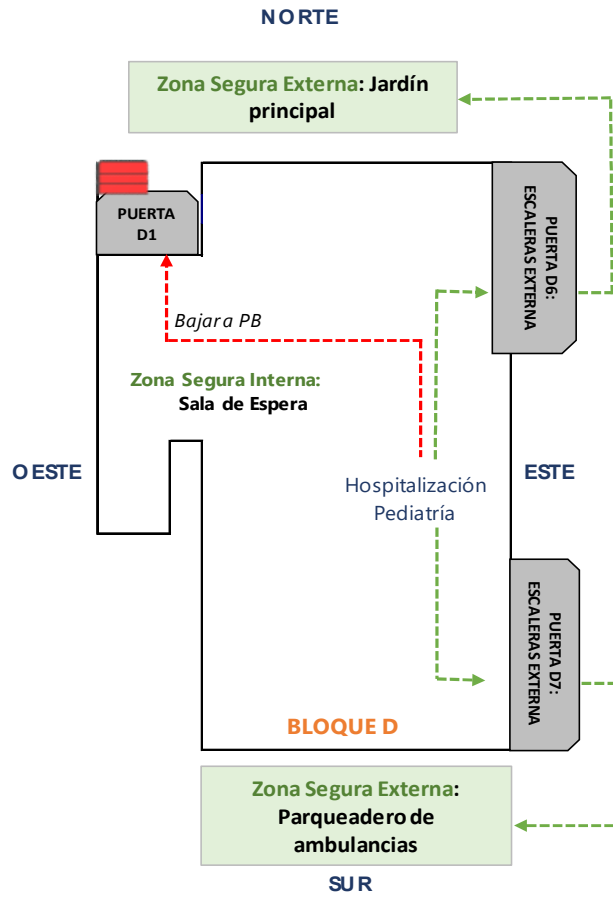 NORTE
Zona Segura Externa: Jardín
principal
PUERTA
D1
PUERTA D6:
ESCALERAS EXTERNA
Bajar a PB
Zona Segura Interna:
Sala de Espera
OESTE
ESTE
Hospitalización
Pediatría
PUERTA D7:
ESCALERAS EXTERNA
BLOQUE D
Zona Segura Externa:
Parqueadero de
ambulancias
SUR